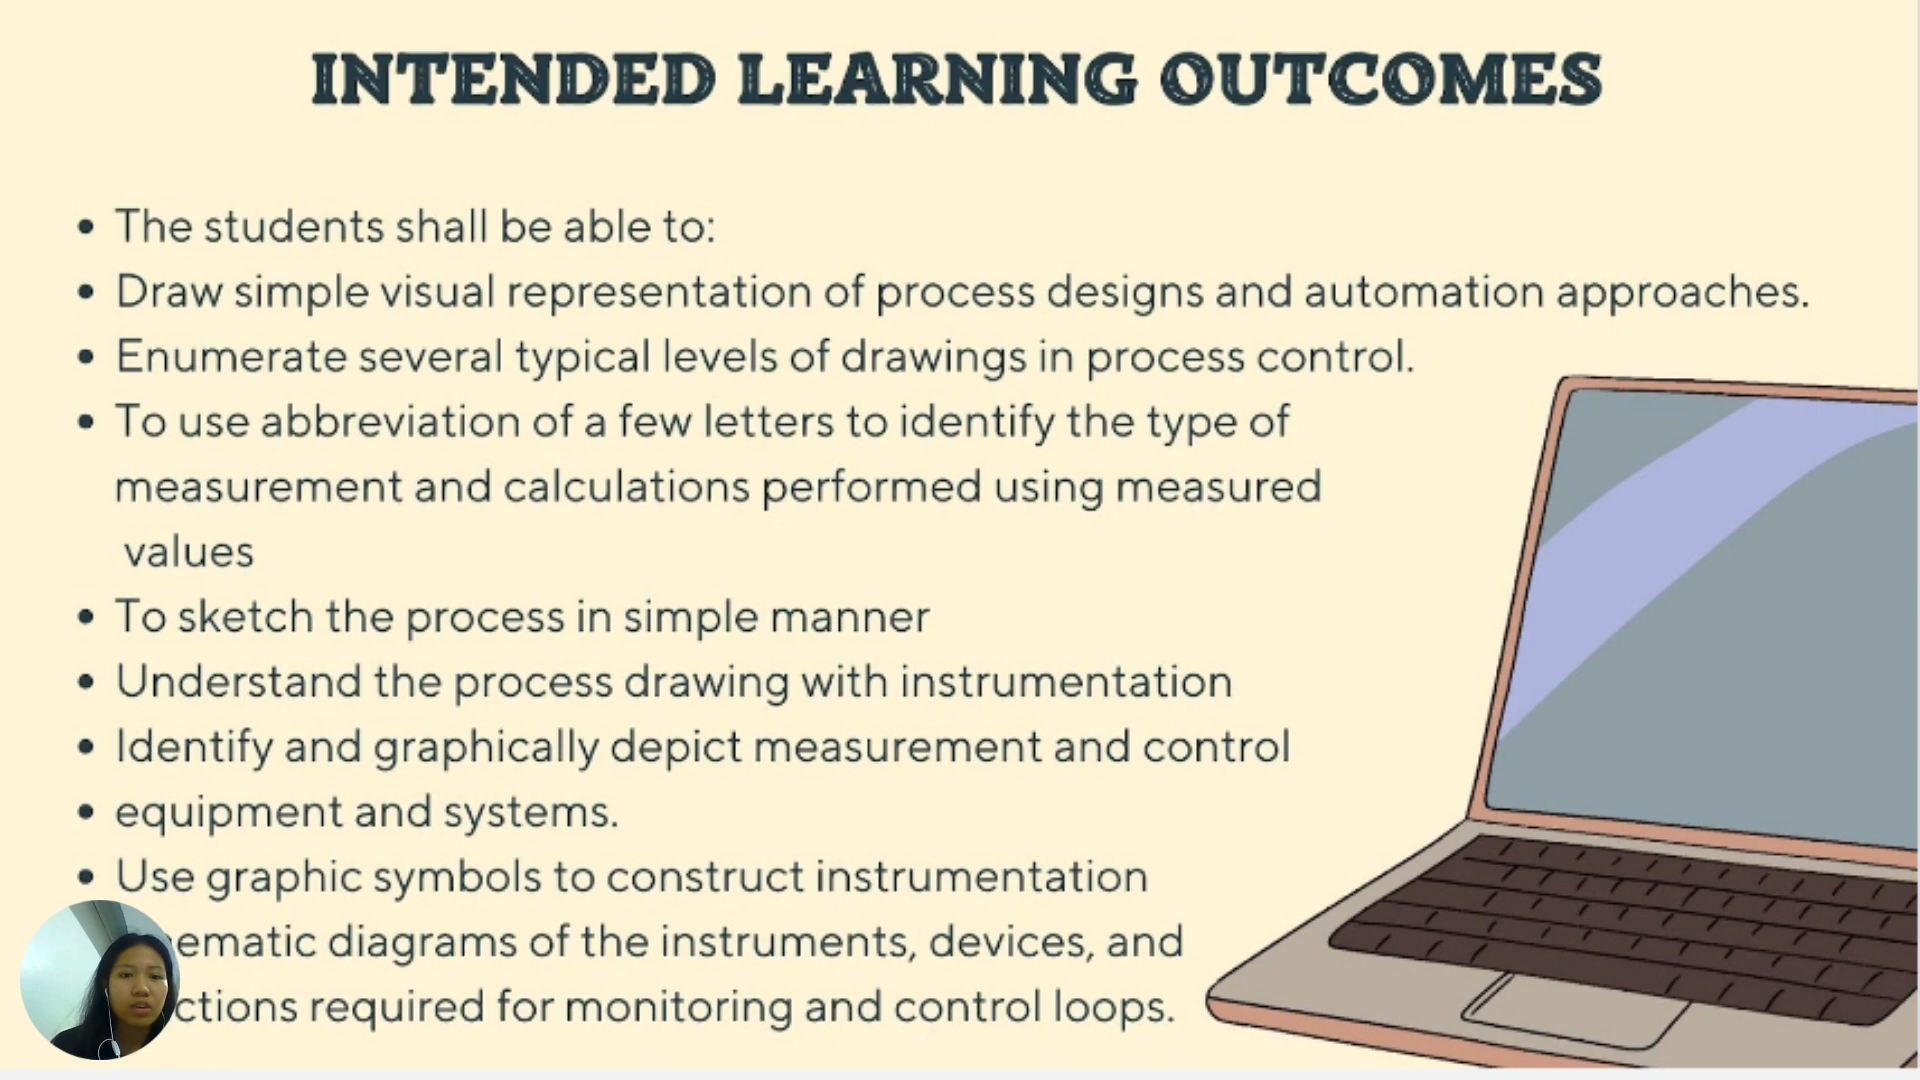 INTENDED LEARNING OUTCOMES
• The students shall be able to:
• Draw simple visual representation of process designs and automation approaches.
• Enumerate several typical levels of drawings in process control.
• To use abbreviation of a few letters to identify the type of
measurement and calculations performed using measured
values
• To sketch the process in simple manner
• Understand the process drawing with instrumentation
• Identify and graphically depict measurement and control
• equipment and systems.
• Use graphic symbols to construct instrumentation
diagrams of the instruments, devices, and
required for monitoring and control loops.